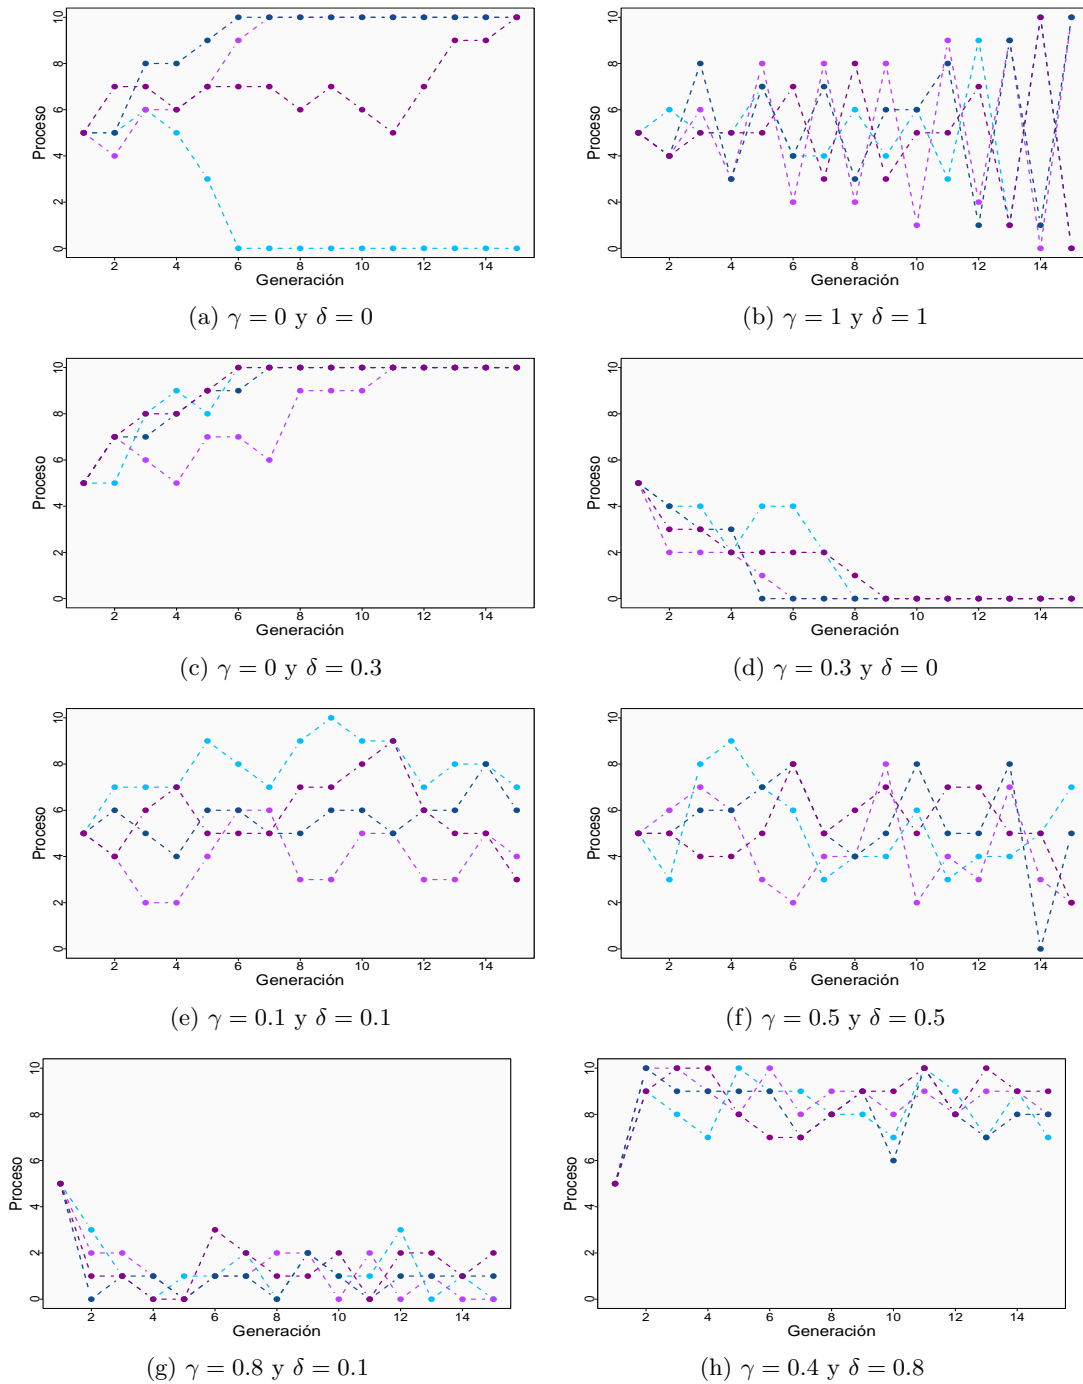 Proceso
0 2 4 6 8 10
2 4 6 8 10 12 14
Generación
(a) γ = 0 y δ = 0
Proceso
0 2 4 6 8 10
2 4 6 8 10 12 14
Generación
(b) γ = 1 y δ = 1
Proceso
0 2 4 6 8 10
2 4 6 8 10 12 14
Generación
(c) γ = 0 y δ = 0.3
Proceso
0 2 4 6 8 10
2 4 6 8 10 12 14
Generación
(d) γ = 0.3 y δ = 0
Proceso
0 2 4 6 8 10
2 4 6 8 10 12 14
Generación
(e) γ = 0.1 y δ = 0.1
Proceso
0 2 4 6 8 10
2 4 6 8 10 12 14
Generación
(f) γ = 0.5 y δ = 0.5
Proceso
0 2 4 6 8 10
2 4 6 8 10 12 14
Generación
(g) γ = 0.8 y δ = 0.1
Proceso
0 2 4 6 8 10
2 4 6 8 10 12 14
Generación
(h) γ = 0.4 y δ = 0.8